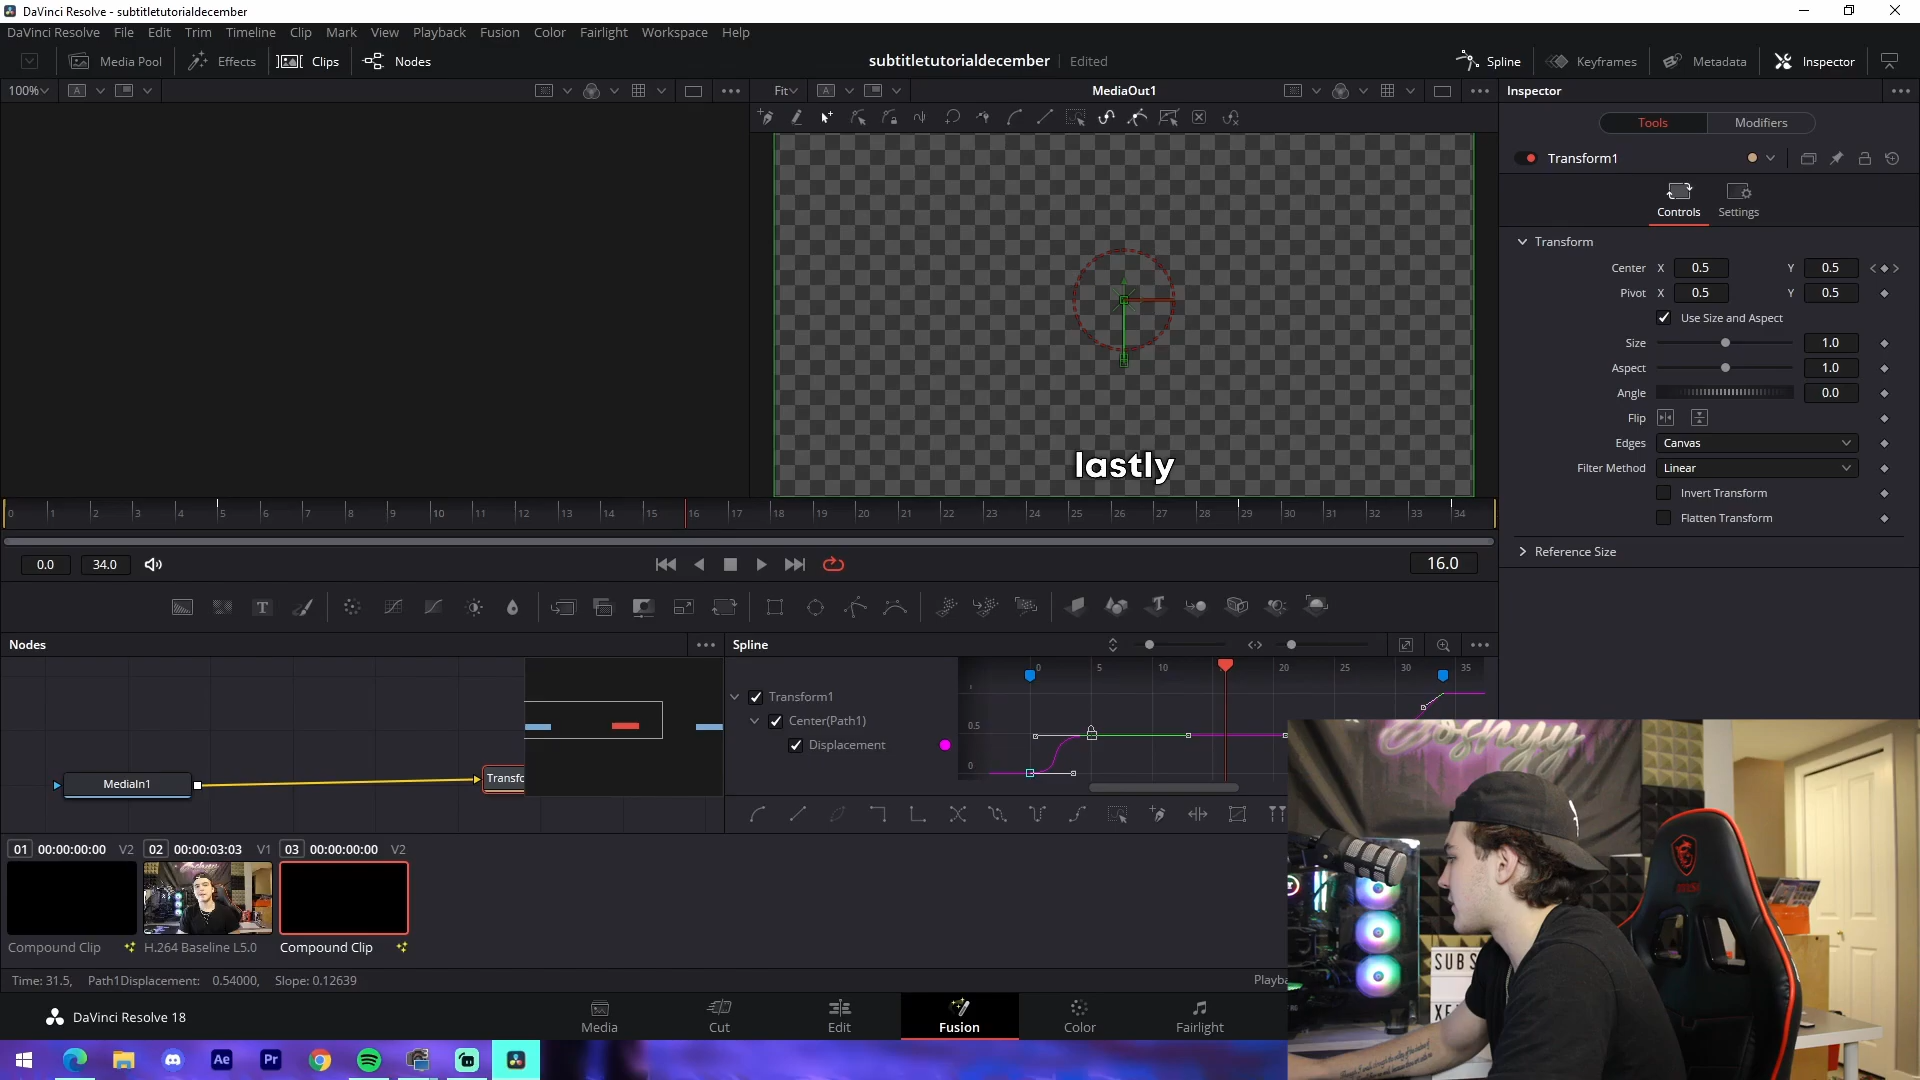 DaVinci Resolve - subtitletutorialdecember
DaVinci Resolve File Edit Trim Timeline Clip Mark View Playback Fusion Color Fairlight Workspace Help
Media Pool Effects Clips Nodes subtitletutorialdecember Edited Spline Keyframes Metadata Inspector
100% A Fit A MediaOut1 Inspector
Tools Modifiers
Transform1
Controls Settings
Transform
Center X 0.5 Y 0.5
Pivot X 0.5 Y 0.5
Use Size and Aspect
Size 1.0
Aspect 1.0
Angle 0.0
Flip
Edges Canvas
Filter Method Linear
Invert Transform
Flatten Transform
Reference Size
lastly
0 1 2 3 4 5 6 7 8 9 10 11 12 13 14 15 16 17 18 19 20 21 22 23 24 25 26 27 28 29 30 31 32 33 34
0.0 34.0 16.0
T T
Nodes Spline
0 5 10 20 25 30 35
Transform1
Center(Path1)
Displacement
0.5
0
MediaIn1 Transfo
01 00:00:00:00 V2 02 00:00:03:03 V1 03 00:00:00:00 V2
Compound Clip H.264 Baseline L5.0 Compound Clip
Time: 31.5, Path1Displacement: 0.54000, Slope: 0.12639 Playba
DaVinci Resolve 18 Media Cut Edit Fusion Color Fairlight
Ae Pr
Joshyy
SUBS
XE